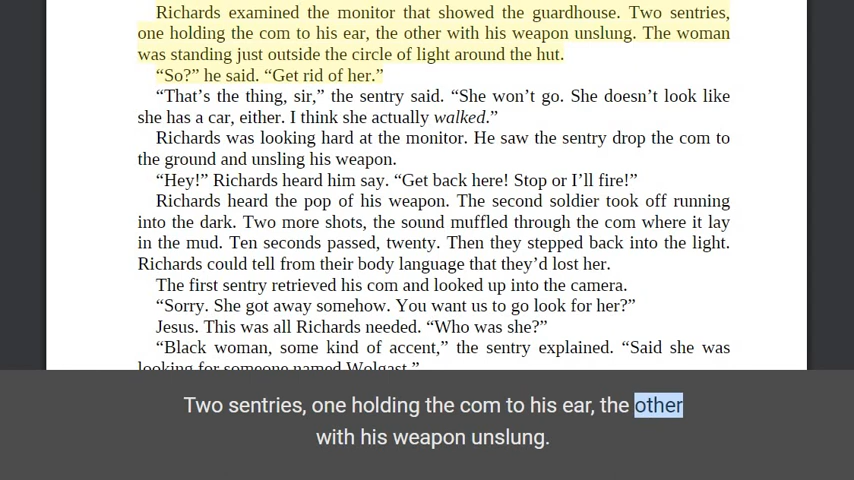 Richards examined the monitor that showed the guardhouse. Two sentries,
one holding the com to his ear, the other with his weapon unslung. The woman
was standing just outside the circle of light around the hut.
“So?” he said. “Get rid of her.”
“That’s the thing, sir,” the sentry said. “She won’t go. She doesn’t look like
she has a car, either. I think she actually walked.”
Richards was looking hard at the monitor. He saw the sentry drop the com to
the ground and unsling his weapon.
“Hey!” Richards heard him say. “Get back here! Stop or I’ll fire!”
Richards heard the pop of his weapon. The second soldier took off running
into the dark. Two more shots, the sound muffled through the com where it lay
in the mud. Ten seconds passed, twenty. Then they stepped back into the light.
Richards could tell from their body language that they’d lost her.
The first sentry retrieved his com and looked up into the camera.
“Sorry. She got away somehow. You want us to go look for her?”
Jesus. This was all Richards needed. “Who was she?”
“Black woman, some kind of accent,” the sentry explained. “Said she was
looking for someone named Wolgast.”
Two sentries, one holding the com to his ear, the other
with his weapon unslung.